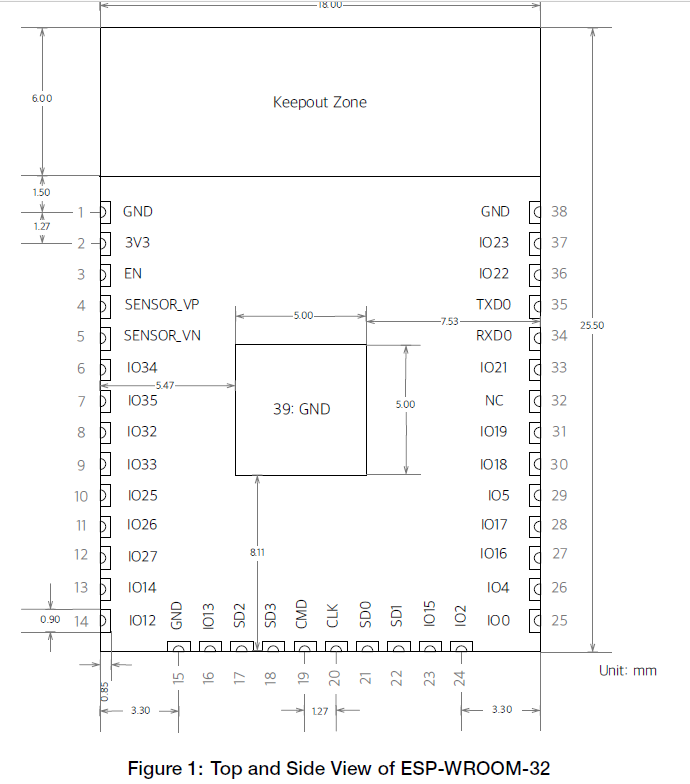 18.00
Keepout Zone
6.00
1.50
1 GND GND 38
1.27
2 3V3 IO23 37
3 EN IO22 36
4 SENSOR_VP TXD0 35
5.00
7.53
25.50
5 SENSOR_VN RXD0 34
6 IO34 IO21 33
5.47
7 IO35 NC 32
39: GND
5.00
8 IO32 IO19 31
9 IO33 IO18 30
10 IO25 IO5 29
11 IO26 IO17 28
12 IO27 IO16 27
8.11
13 IO14 IO4 26
0.90
14 IO12 IO0 25
GND IO13 SD2 SD3 CMD CLK SD0 SD1 IO15 IO2
15 16 17 18 19 20 21 22 23 24
Unit: mm
0.85
3.30
1.27
3.30
Figure 1: Top and Side View of ESP-WROOM-32